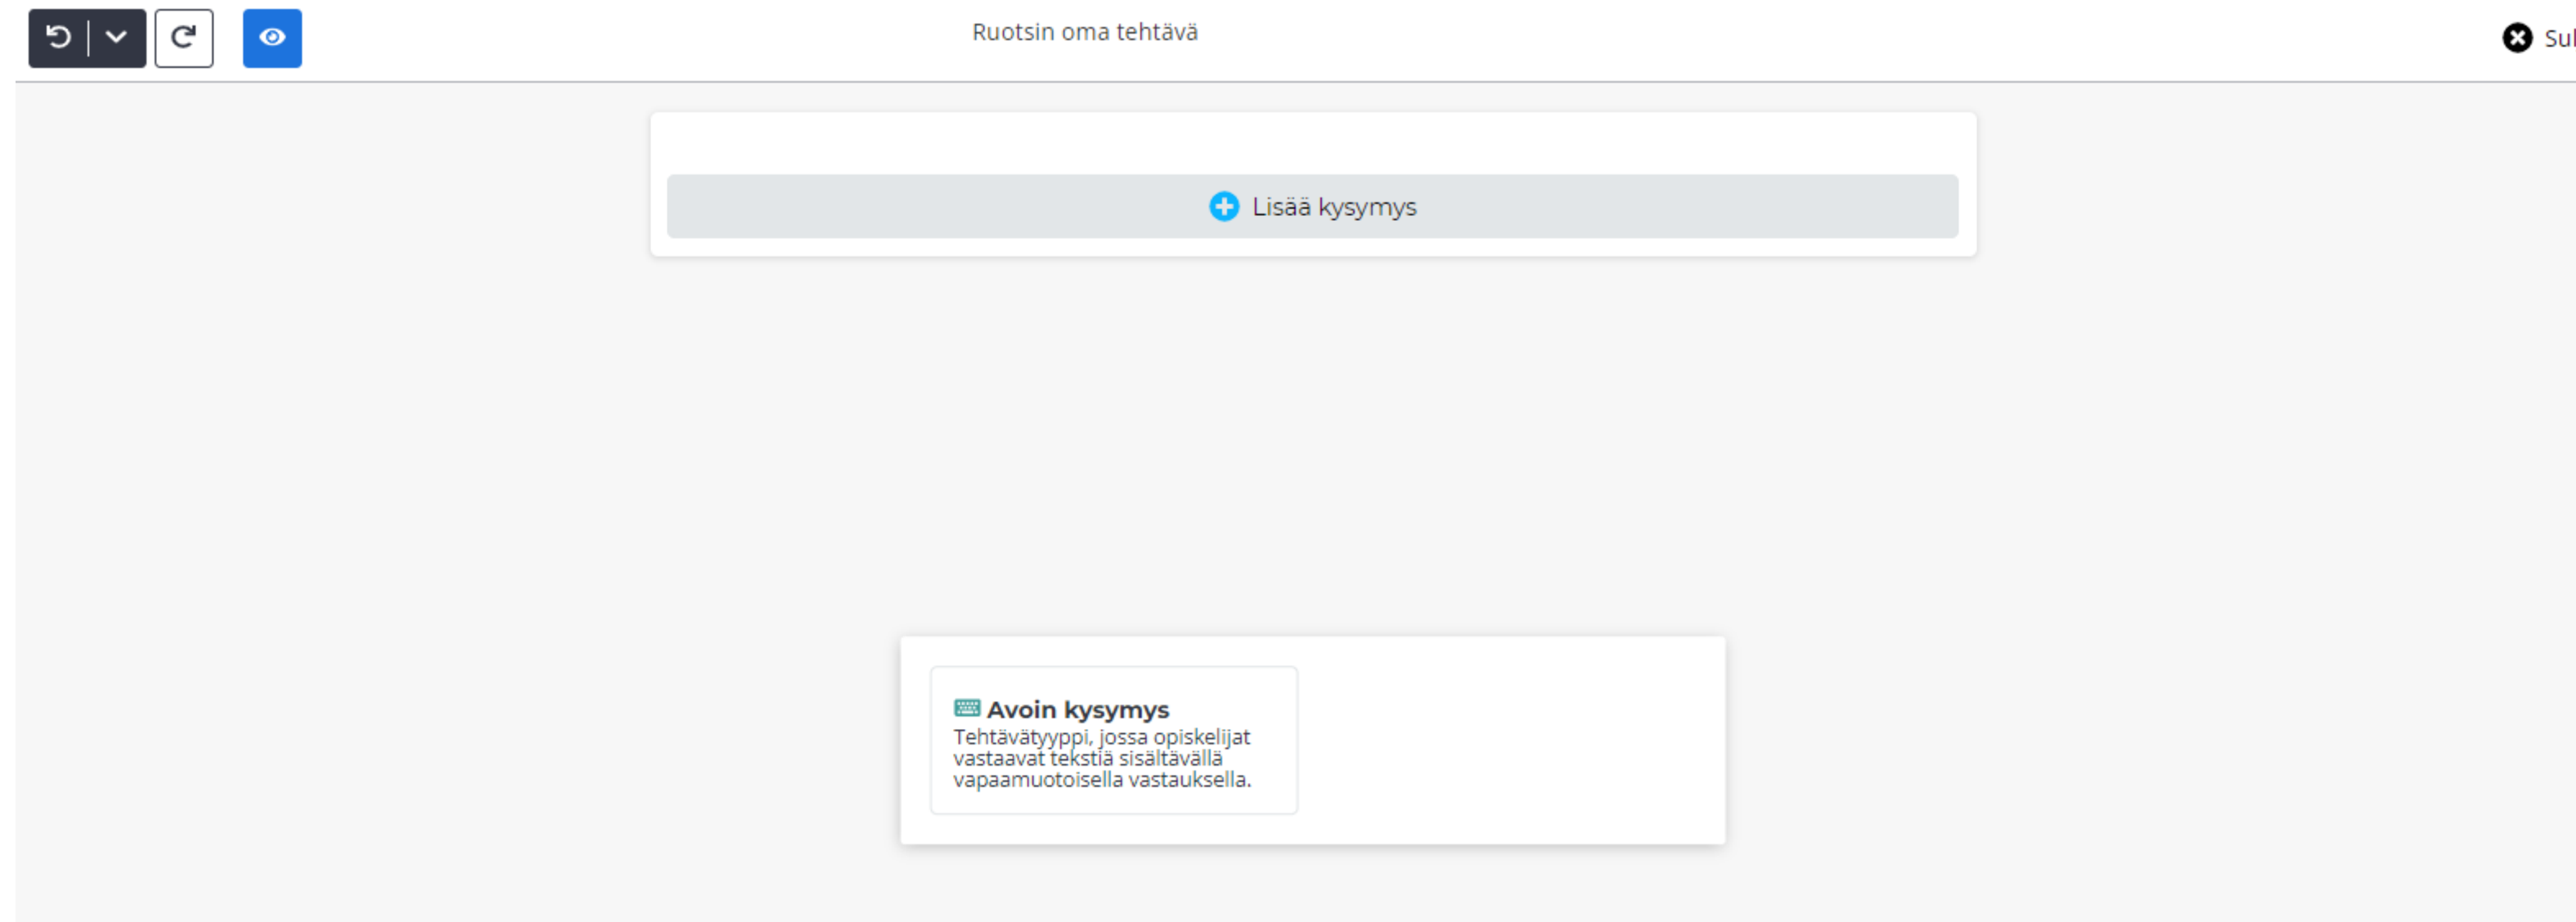 Ruotsin oma tehtävä
Lisää kysymys
Avoin kysymys
Tehtävätyyppi, jossa opiskelijat
vastaavat tekstiä sisältävällä
vapaamuotoisella vastauksella.